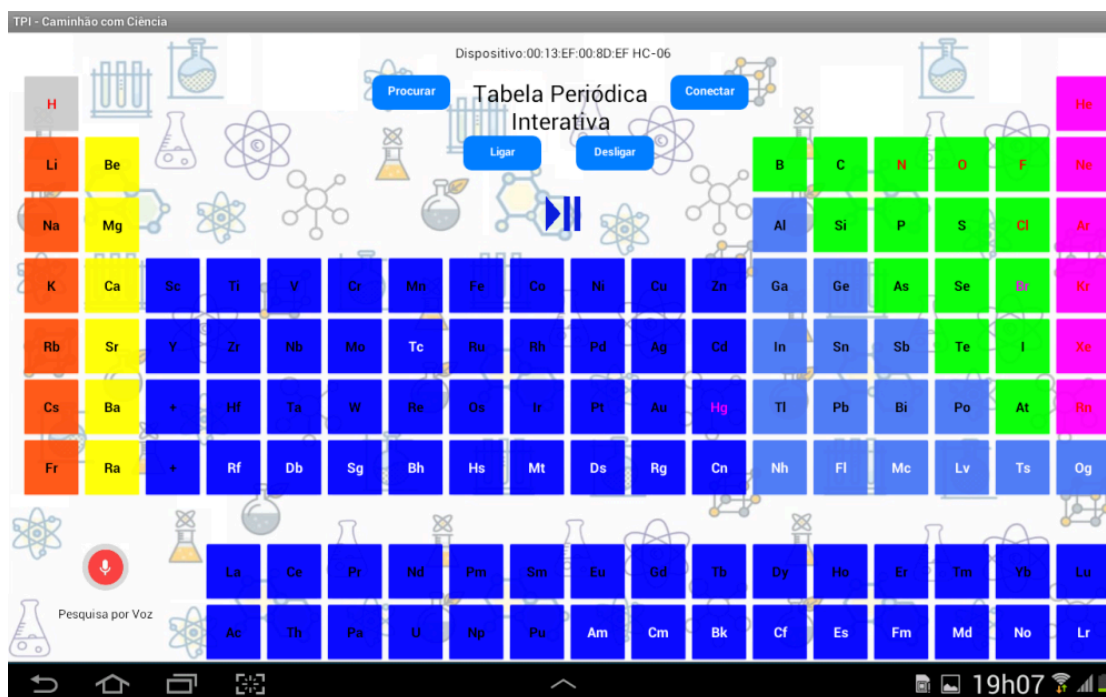 TPI - Caminhão com Ciência
Dispositivo:00:13:EF:00:8D:EF HC-06
Procurar
Tabela Periódica
Interativa
Conectar
Ligar
Desligar
H He
Li Be B C N O F Ne
Na Mg Al Si P S Cl Ar
K Ca Sc Ti V Cr Mn Fe Co Ni Cu Zn Ga Ge As Se Br Kr
Rb Sr Y Zr Nb Mo Tc Ru Rh Pd Ag Cd In Sn Sb Te I Xe
Cs Ba + Hf Ta W Re Os Ir Pt Au Hg Tl Pb Bi Po At Rn
Fr Ra + Rf Db Sg Bh Hs Mt Ds Rg Cn Nh Fl Mc Lv Ts Og
La Ce Pr Nd Pm Sm Eu Gd Tb Dy Ho Er Tm Yb Lu
Pesquisa por Voz
Ac Th Pa U Np Pu Am Cm Bk Cf Es Fm Md No Lr
19h07